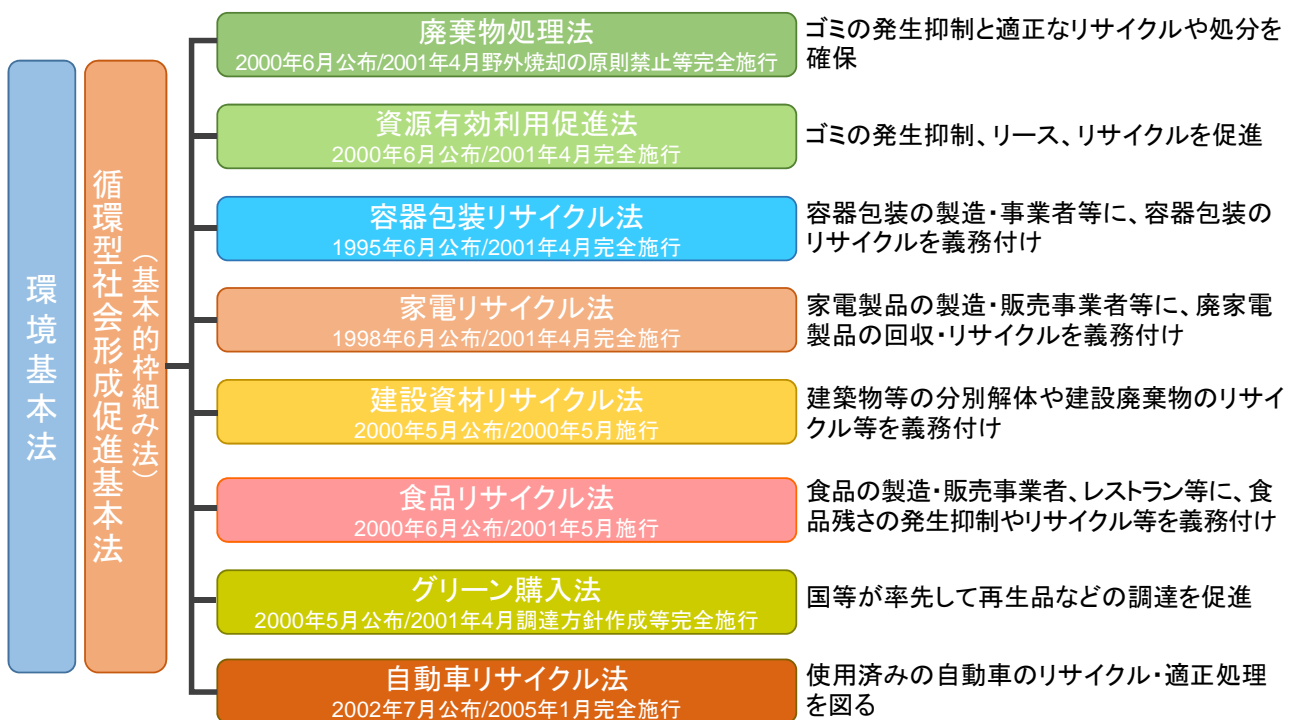 環境基本法
循環型社会形成促進基本法
(基本的枠組み法)
廃棄物処理法
2000年6月公布/2001年4月野外焼却の原則禁止等完全施行
ゴミの発生抑制と適正なリサイクルや処分を
確保
資源有効利用促進法
2000年6月公布/2001年4月完全施行
ゴミの発生抑制、リース、リサイクルを促進
容器包装リサイクル法
1995年6月公布/2001年4月完全施行
容器包装の製造・事業者等に、容器包装の
リサイクルを義務付け
家電リサイクル法
1998年6月公布/2001年4月完全施行
家電製品の製造・販売事業者等に、廃家電
製品の回収・リサイクルを義務付け
建設資材リサイクル法
2000年5月公布/2000年5月施行
建築物等の分別解体や建設廃棄物のリサイ
クル等を義務付け
食品リサイクル法
2000年6月公布/2001年5月施行
食品の製造・販売事業者、レストラン等に、食
品残さの発生抑制やリサイクル等を義務付け
グリーン購入法
2000年5月公布/2001年4月調達方針作成等完全施行
国等が率先して再生品などの調達を促進
自動車リサイクル法
2002年7月公布/2005年1月完全施行
使用済みの自動車のリサイクル・適正処理
を図る